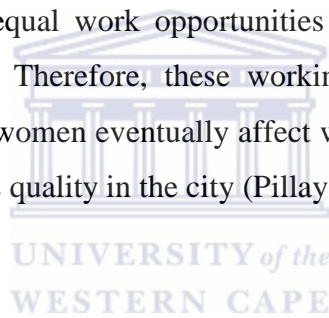 equal work opportunities
Therefore, these workin
women eventually affect w
quality in the city (Pillay
UNIVERSITY of the
WESTERN CAPE